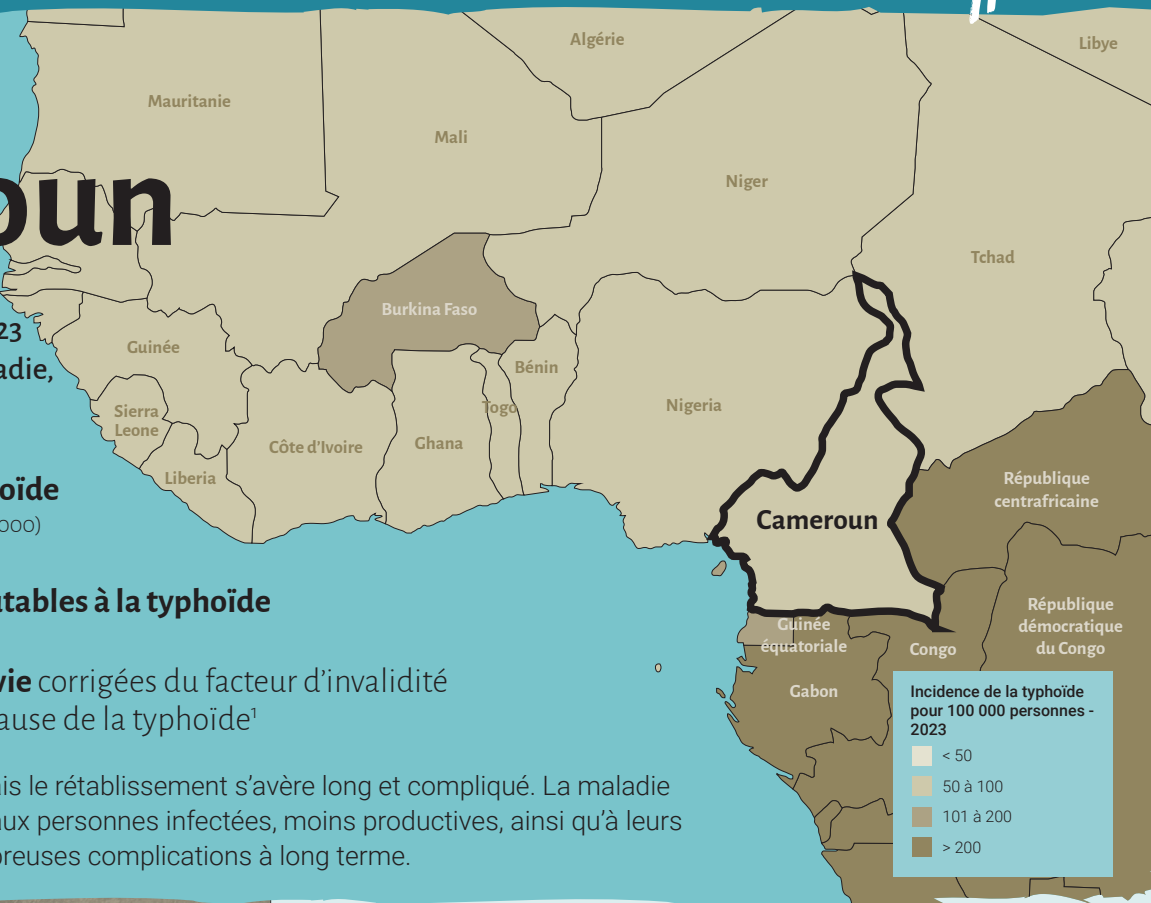 Algérie
Libye
Mauritanie
Mali
Niger
oun
Tchad
Burkina Faso
23
Guinée
adie,
Bénin
Nigeria
Togo
Sierra
Leone
Côte d'Ivoire
Ghana
Liberia
République
centrafricaine
oïde
000)
Cameroun
utables à la typhoïde
République
démocratique
du Congo
Guinée
équatoriale
Congo
vie corrigées du facteur d'invalidité
ause de la typhoïde¹
Gabon
Incidence de la typhoïde
pour 100 000 personnes -
2023
< 50
50 à 100
101 à 200
> 200
ais le rétablissement s'avère long et compliqué. La maladie
aux personnes infectées, moins productives, ainsi qu'à leurs
breuses complications à long terme.